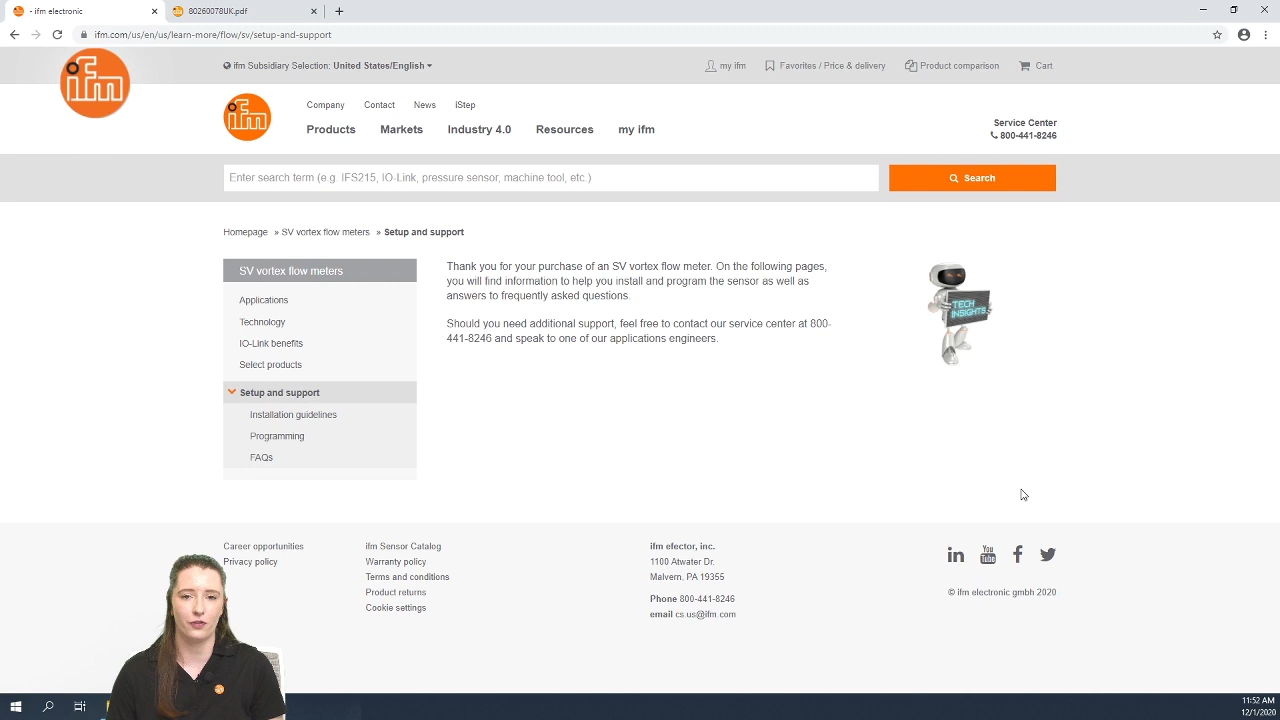 - ifm electronic
80260078UK.pdf
ifm.com/us/en/us/learn-more/flow/sv/setup-and-support
ifm
ifm Subsidiary Selection: United States/English
my ifm
Favorites / Price & delivery
Product comparison
Cart
ifm
Company
Contact
News
iStep
Products
Markets
Industry 4.0
Resources
my ifm
Service Center
800-441-8246
Enter search term (e.g. IFS215, IO-Link, pressure sensor, machine tool, etc.)
Search
Homepage » SV vortex flow meters » Setup and support
SV vortex flow meters
Applications
Technology
IO-Link benefits
Select products
Setup and support
Installation guidelines
Programming
FAQs
Thank you for your purchase of an SV vortex flow meter. On the following pages,
you will find information to help you install and program the sensor as well as
answers to frequently asked questions.
Should you need additional support, feel free to contact our service center at 800-
441-8246 and speak to one of our applications engineers.
TECH
INSIGHTS
Career opportunities
Privacy policy
ifm Sensor Catalog
Warranty policy
Terms and conditions
Product returns
Cookie settings
ifm efector, inc.
1100 Atwater Dr.
Malvern, PA 19355
Phone 800-441-8246
email cs.us@ifm.com
in
You
Tube
© ifm electronic gmbh 2020
11:52 AM
12/1/2020